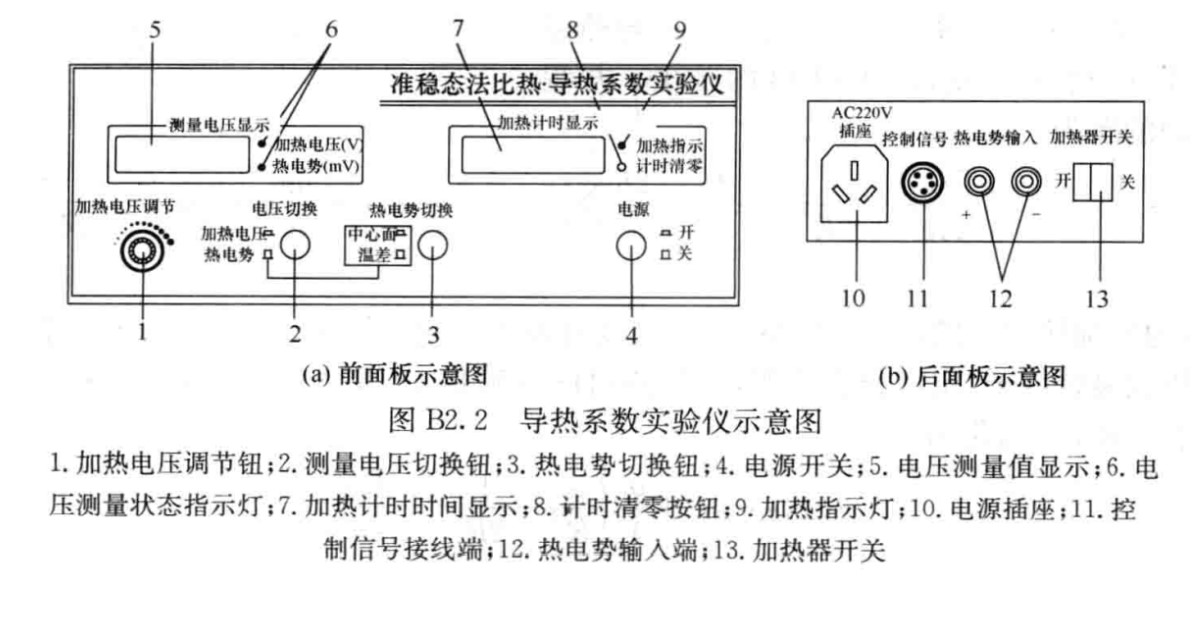 5 6 7 8 9
准稳态法比热·导热系数实验仪
测量电压显示
加热电压(V)
热电势(mV)
加热计时显示
加热指示
计时清零
加热电压调节
电压切换
加热电压
热电势
热电势切换
中心面
温差
电源
开
关
1 2 3 4
(a) 前面板示意图
AC220V
插座
控制信号
热电势输入
加热器开关
+ −
开 关
10 11 12 13
(b) 后面板示意图
图 B2.2 导热系数实验仪示意图
1. 加热电压调节钮;2. 测量电压切换钮;3. 热电势切换钮;4. 电源开关;5. 电压测量值显示;6. 电
压测量状态指示灯;7. 加热计时时间显示;8. 计时清零按钮;9. 加热指示灯;10. 电源插座;11. 控
制信号接线端;12. 热电势输入端;13. 加热器开关